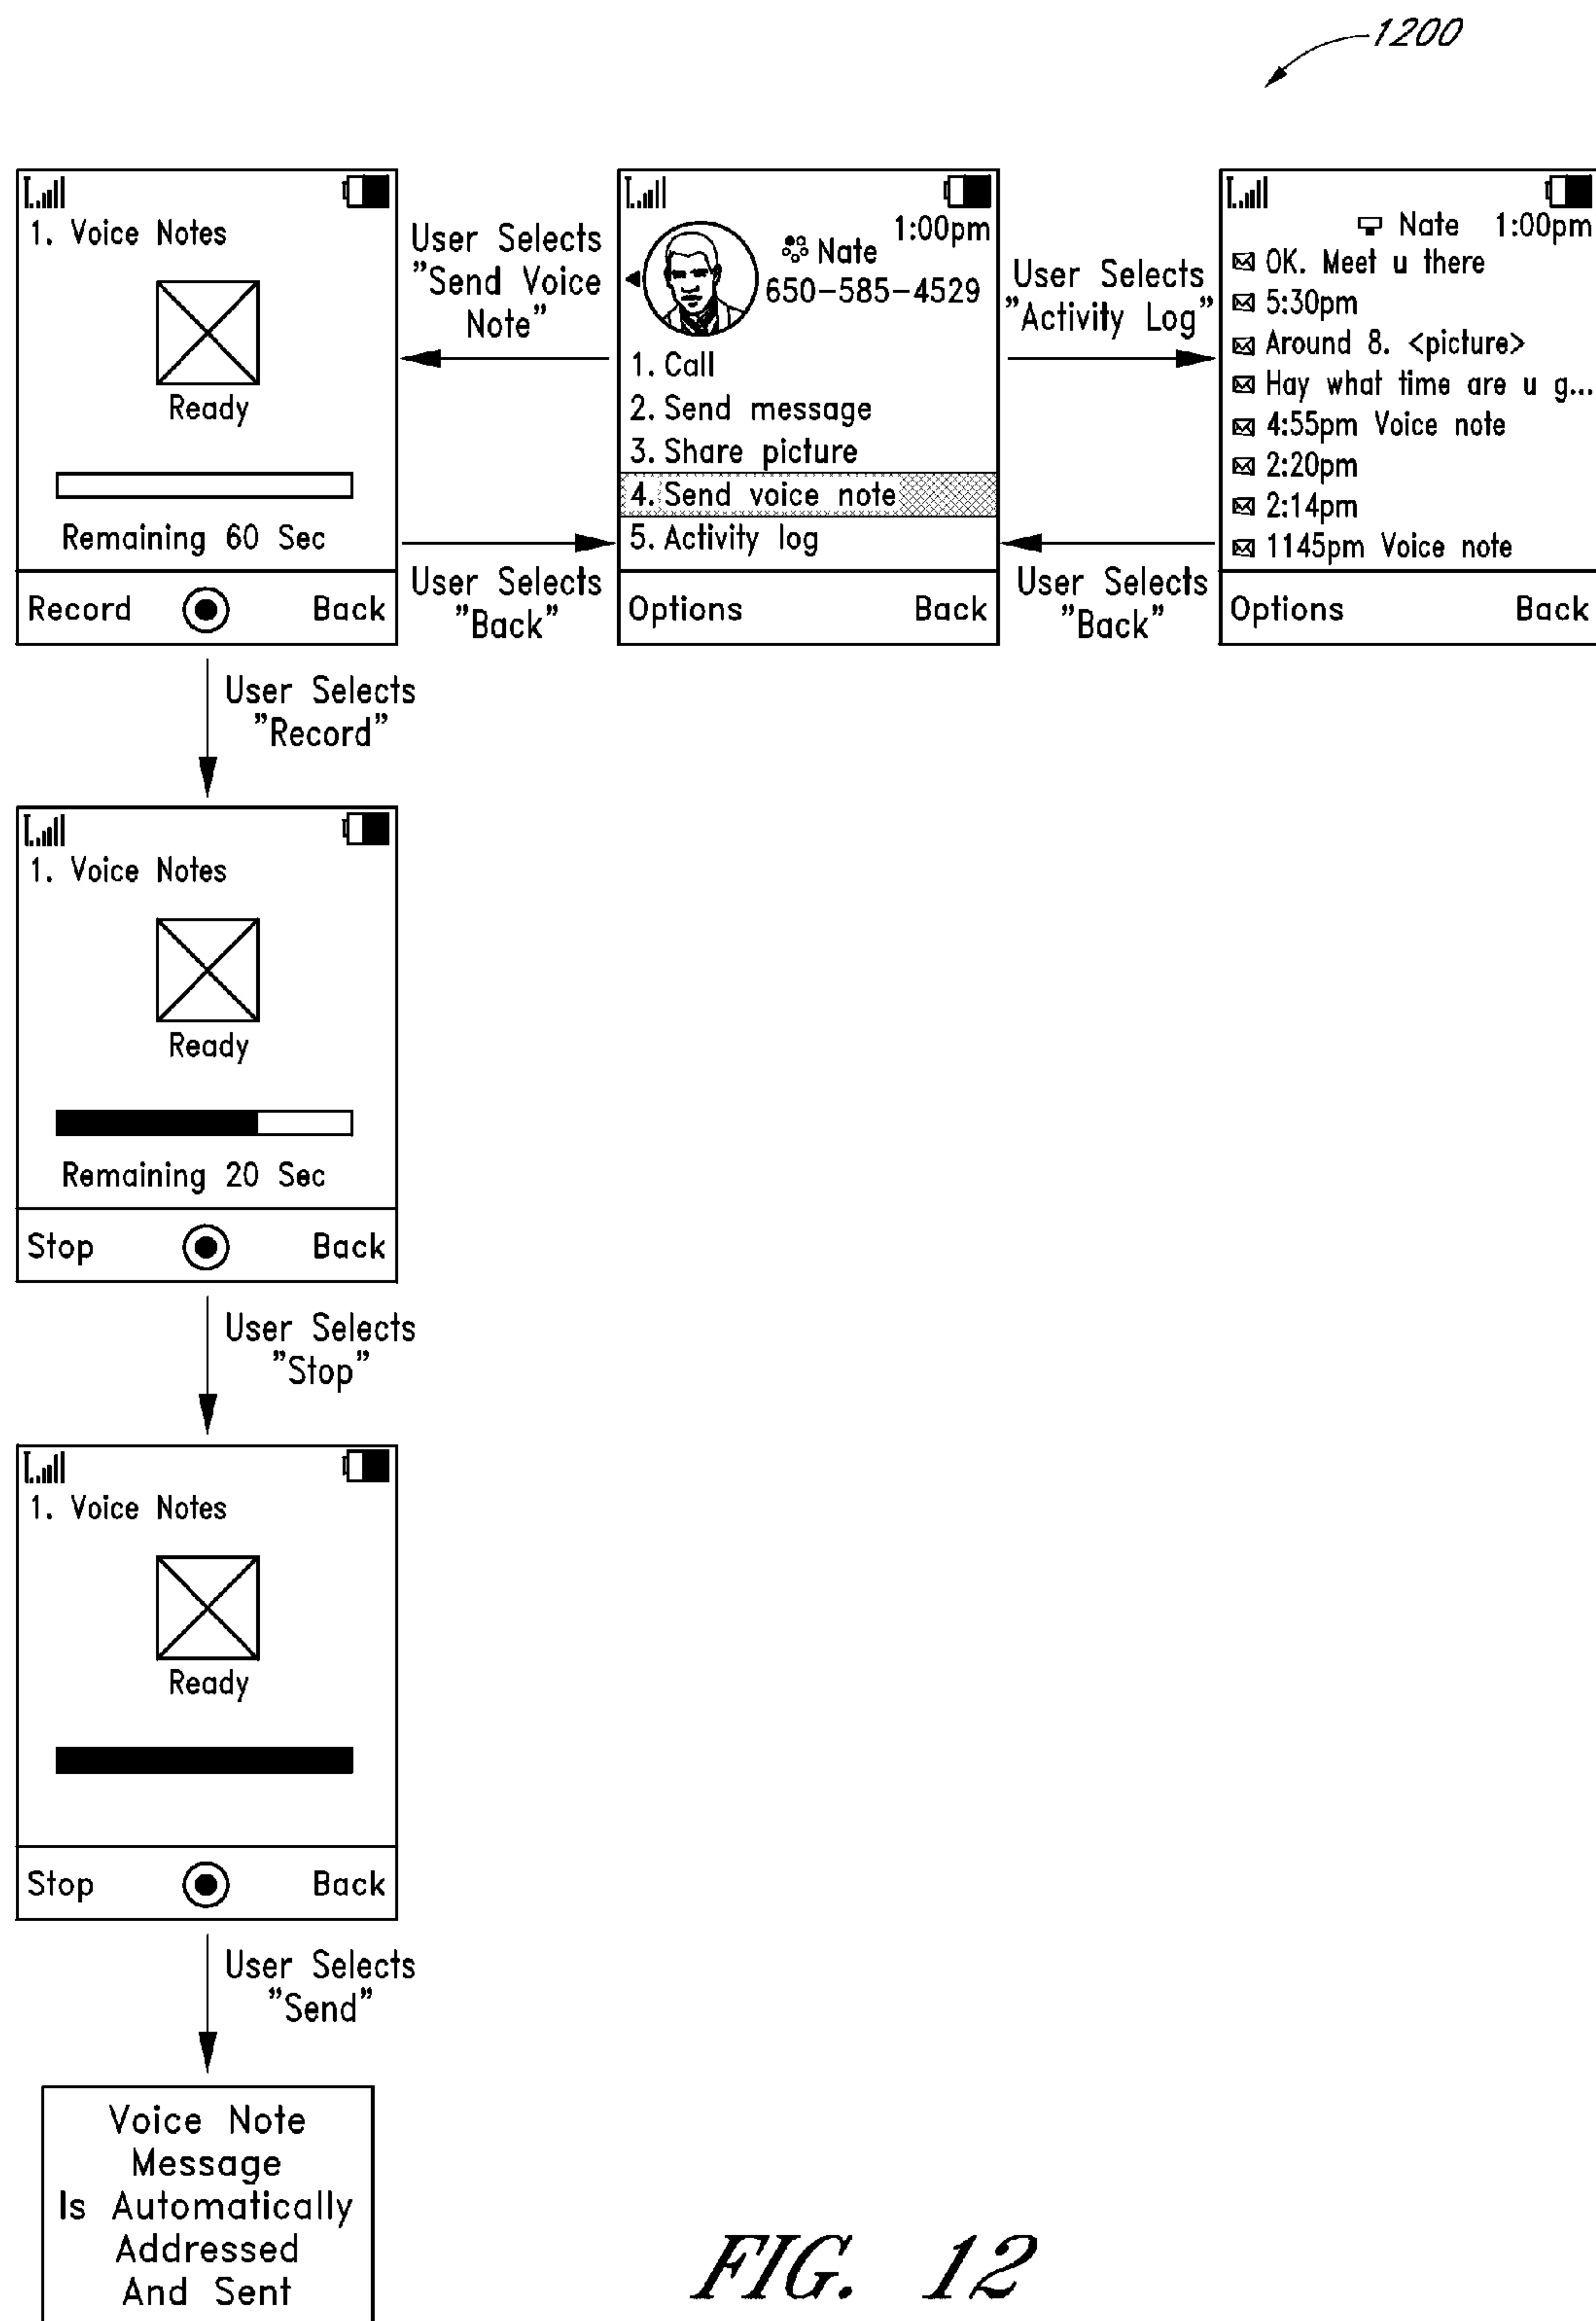 1200
1. Voice Notes
Ready
Remaining 60 Sec
Record
Back
User Selects
"Send Voice
Note"
User Selects
"Back"
1:00pm
Nate
650-585-4529
1. Call
2. Send message
3. Share picture
4. Send voice note
5. Activity log
Options
Back
User Selects
"Activity Log"
User Selects
"Back"
Nate 1:00pm
OK. Meet u there
5:30pm
Around 8. <picture>
Hay what time are u g...
4:55pm Voice note
2:20pm
2:14pm
1145pm Voice note
Options
Back
User Selects
"Record"
1. Voice Notes
Ready
Remaining 20 Sec
Stop
Back
User Selects
"Stop"
1. Voice Notes
Ready
Stop
Back
User Selects
"Send"
Voice Note
Message
Is Automatically
Addressed
And Sent
FIG. 12